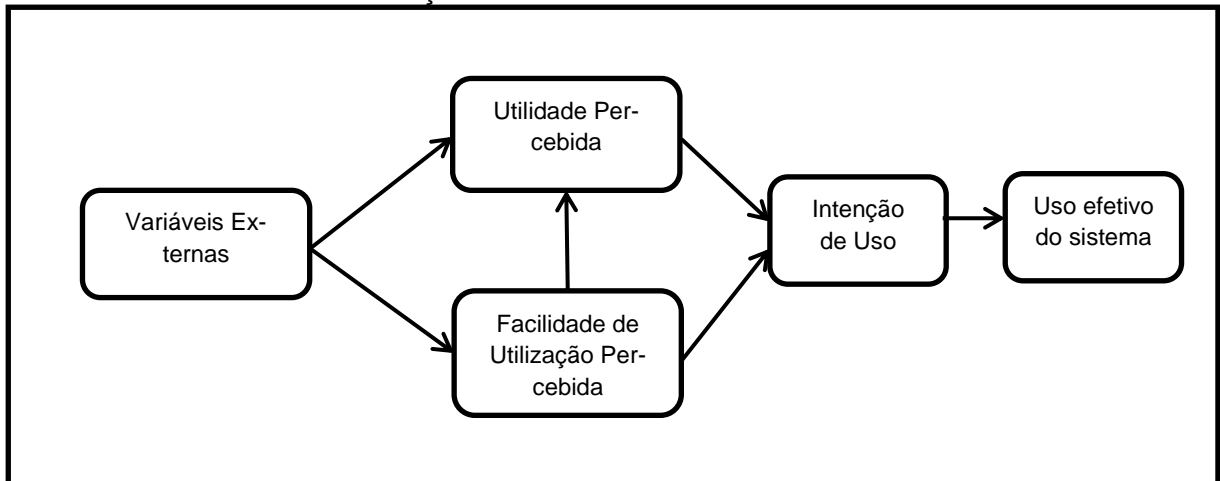 Utilidade Per-
cebida
Variáveis Ex-
ternas
Intenção
de Uso
Uso efetivo
do sistema
Facilidade de
Utilização Per-
cebida